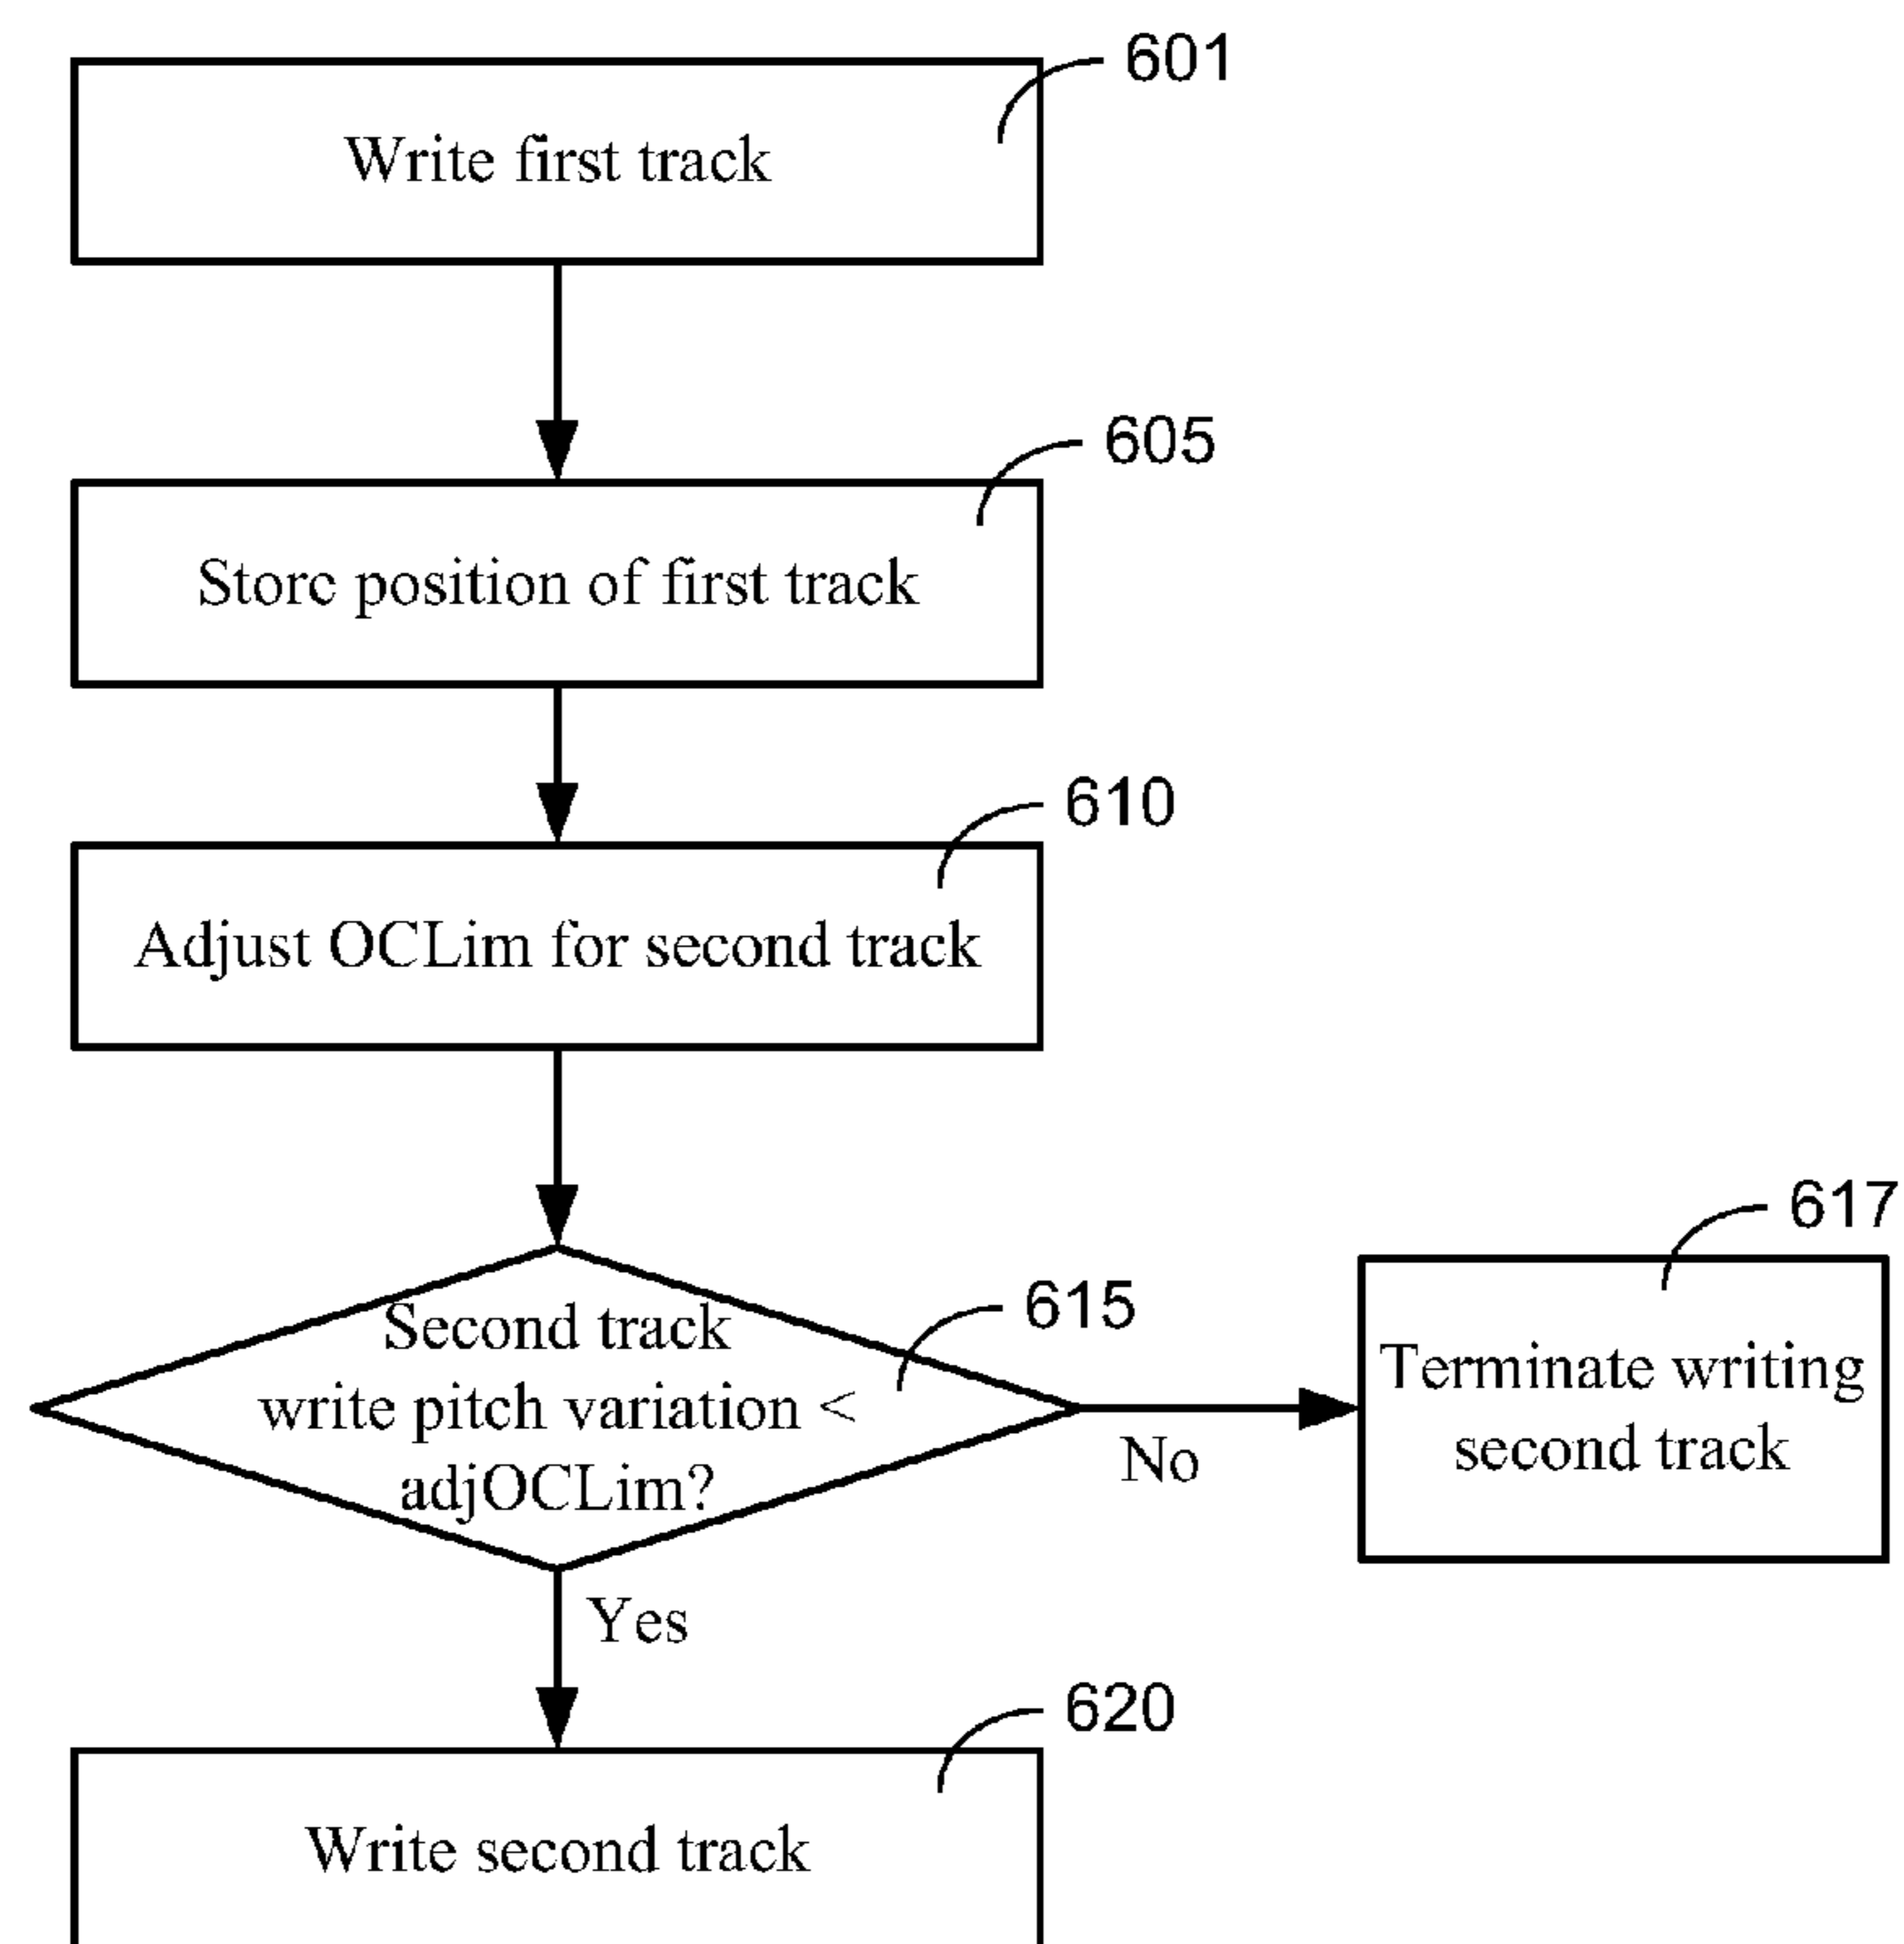 601
Write first track
605
Store position of first track
610
Adjust OCLim for second track
615
Second track
write pitch variation <
adjOCLim?
617
Terminate writing
second track
No
Yes
620
Write second track